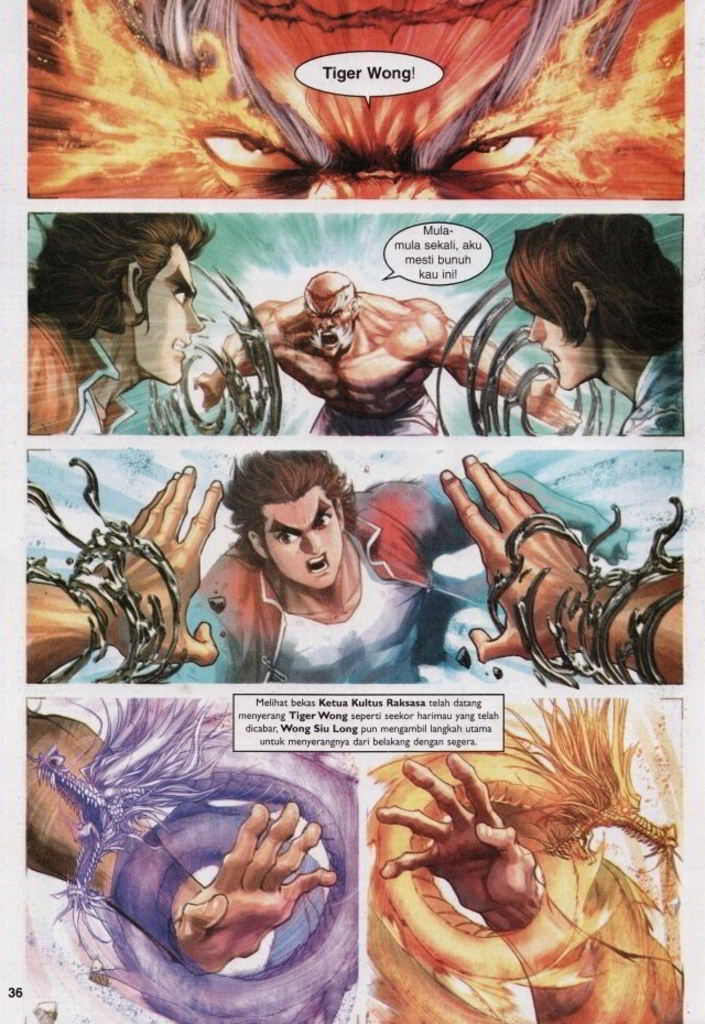 Tiger Wong!
Mula-
mula sekali, aku
mesti bunuh
kau ini!
Melihat bekas Ketua Kultus Raksasa telah datang
menyerang Tiger Wong seperti seekor harimau yang telah
dicabar, Wong Siu Long pun mengambil langkah utama
untuk menyerangnya dari belakang dengan segera.
36